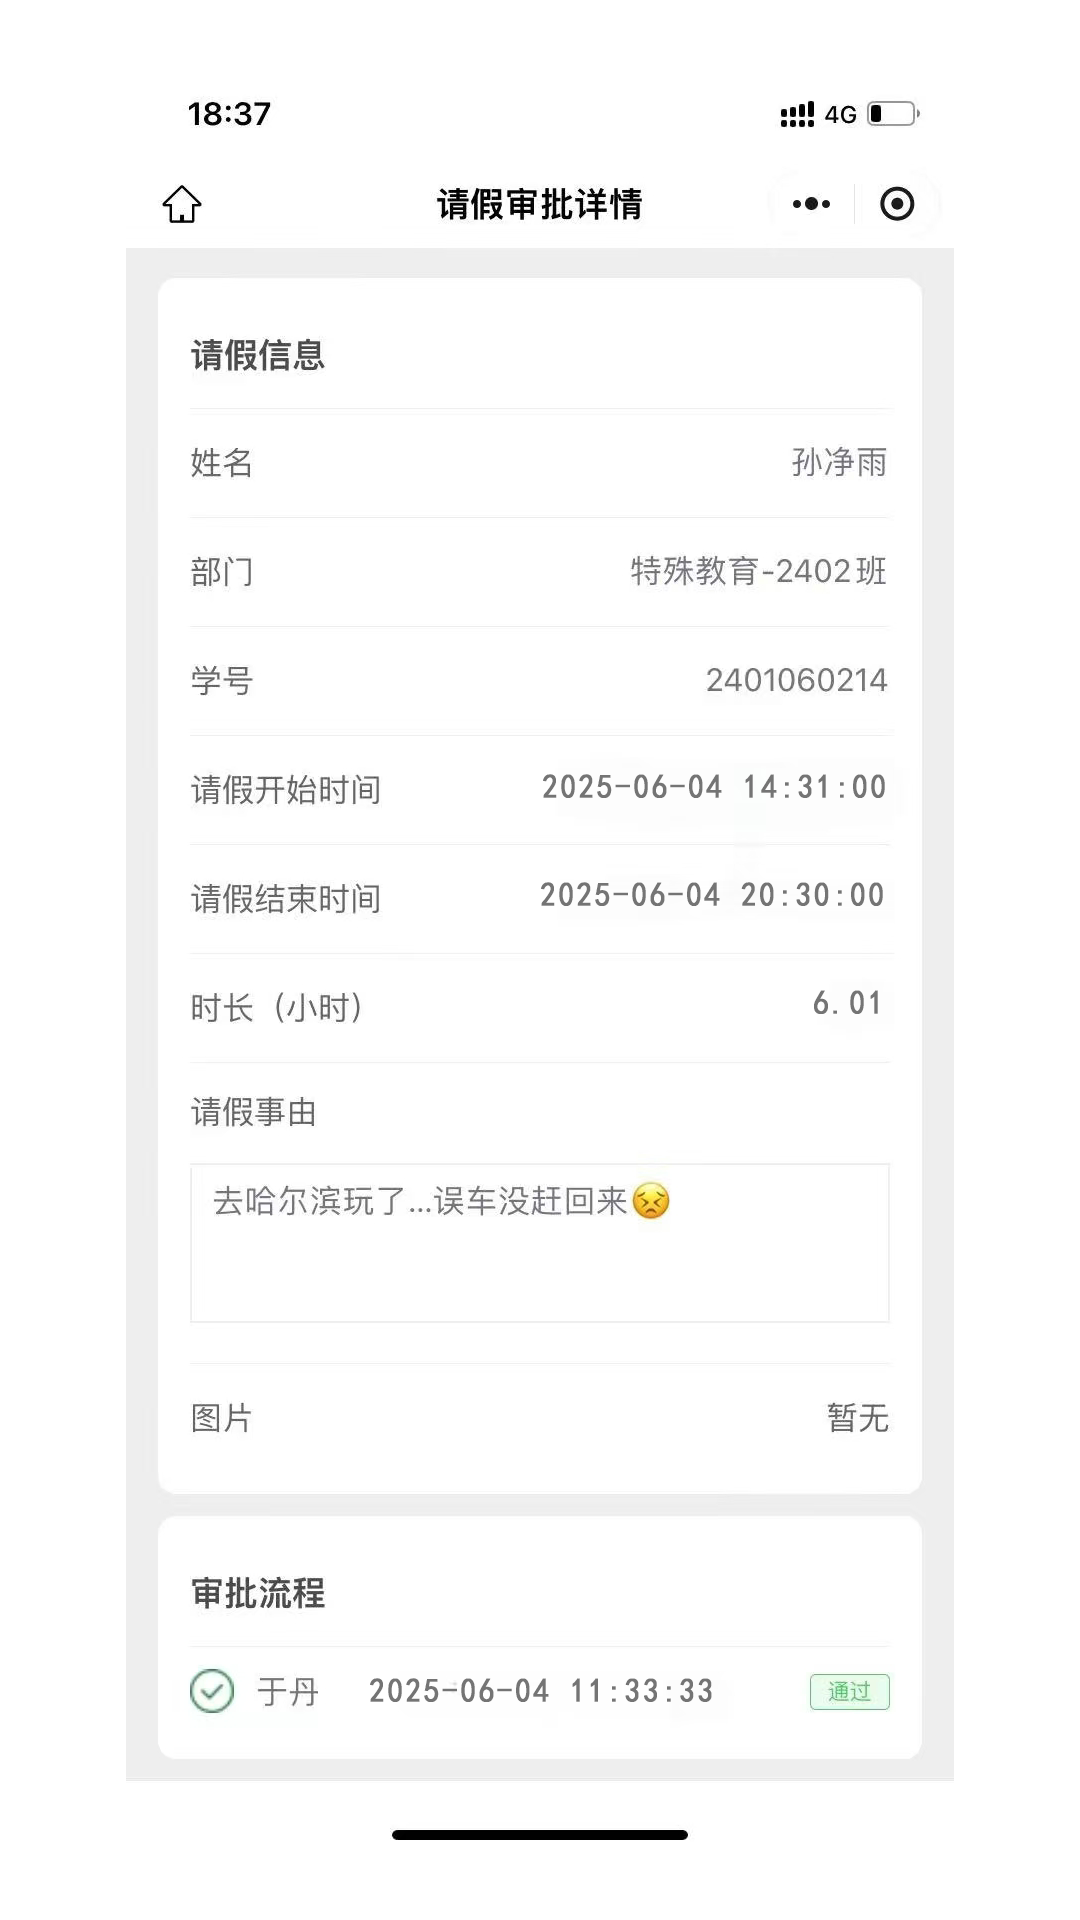 18:37
4G
请假审批详情
请假信息
姓名 孙净雨
部门 特殊教育-2402班
学号 2401060214
请假开始时间 2025-06-04 14:31:00
请假结束时间 2025-06-04 20:30:00
时长（小时） 6.01
请假事由
去哈尔滨玩了...误车没赶回来😣
图片 暂无
审批流程
于丹 2025-06-04 11:33:33 通过